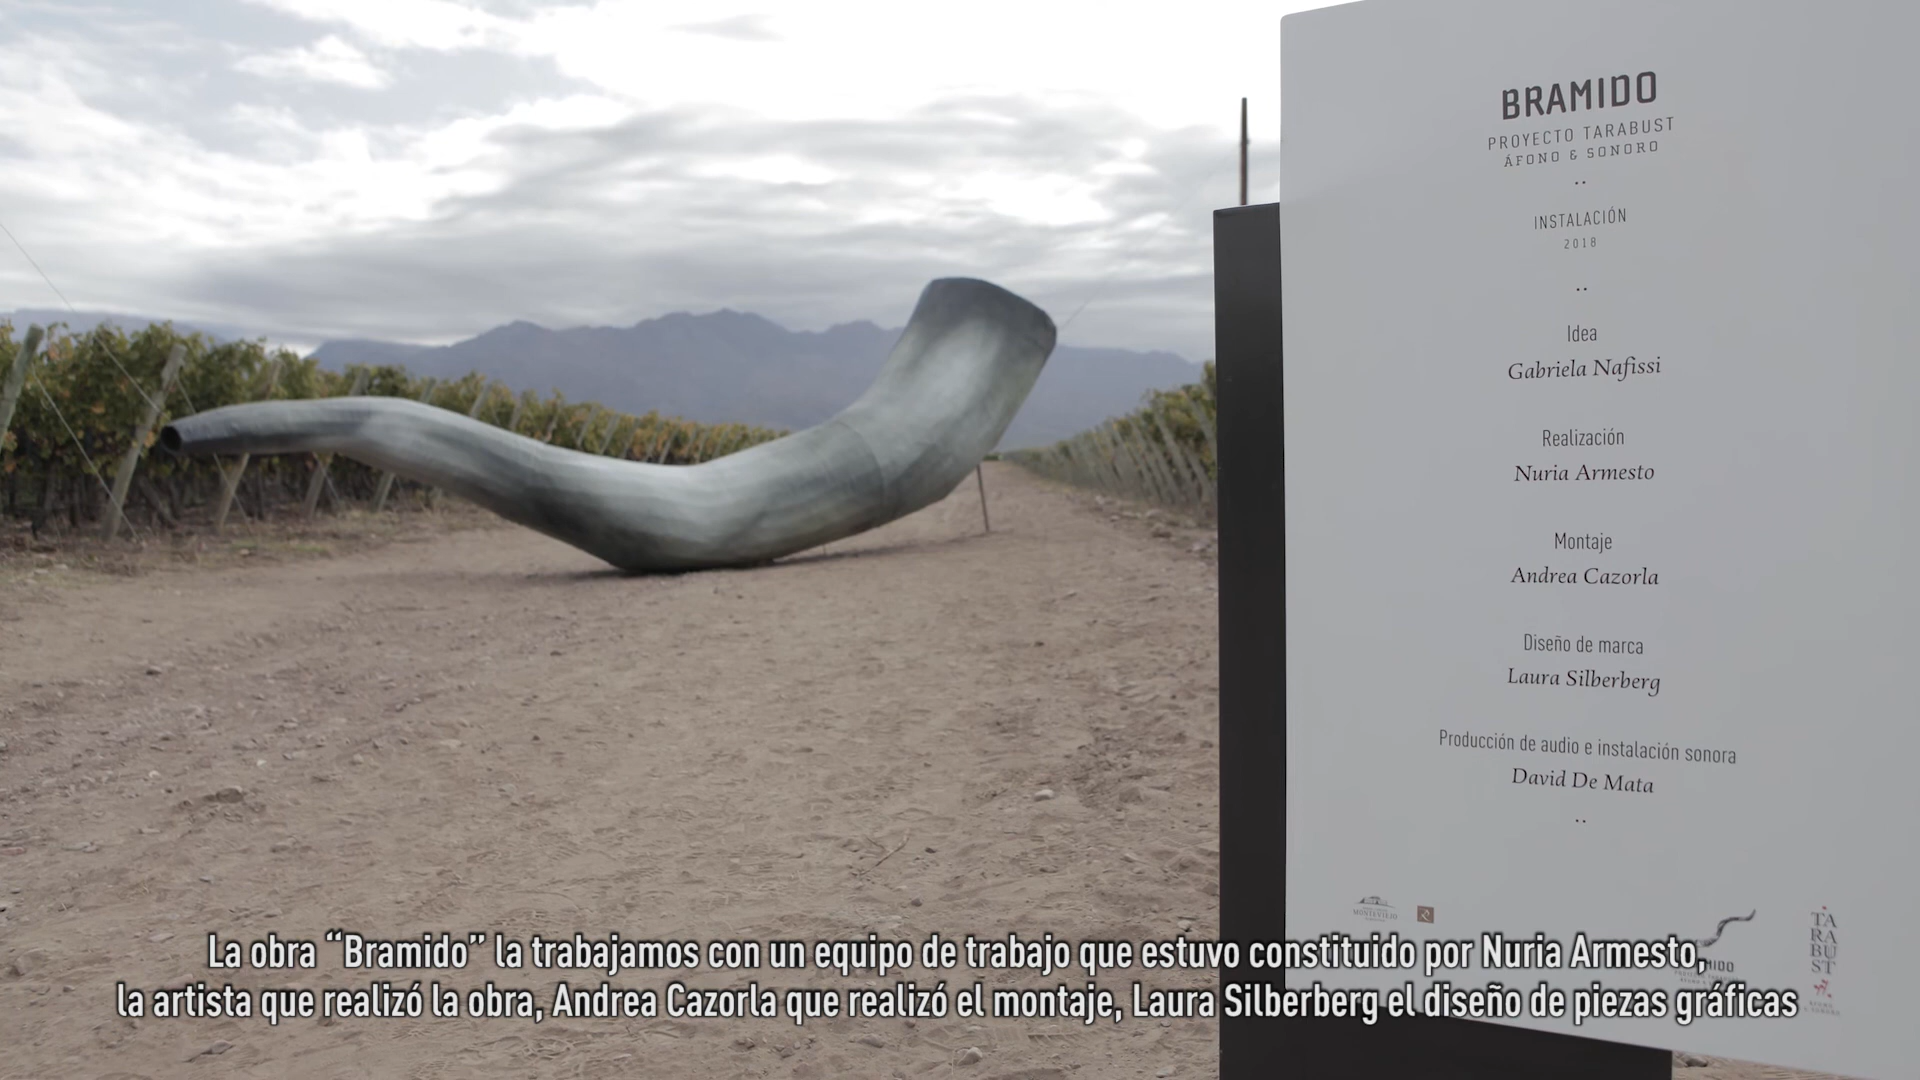 BRAMIDO
PROYECTO TARABUST
ÁFONO & SONORO
INSTALACIÓN
2018
Idea
Gabriela Nafissi
Realización
Nuria Armesto
Montaje
Andrea Cazorla
Diseño de marca
Laura Silberberg
Producción de audio e instalación sonora
David De Mata
MONTEVIEJO
TA
RA
BU
ST
La obra “Bramido” la trabajamos con un equipo de trabajo que estuvo constituido por Nuria Armesto,
la artista que realizó la obra, Andrea Cazorla que realizó el montaje, Laura Silberberg el diseño de piezas gráficas